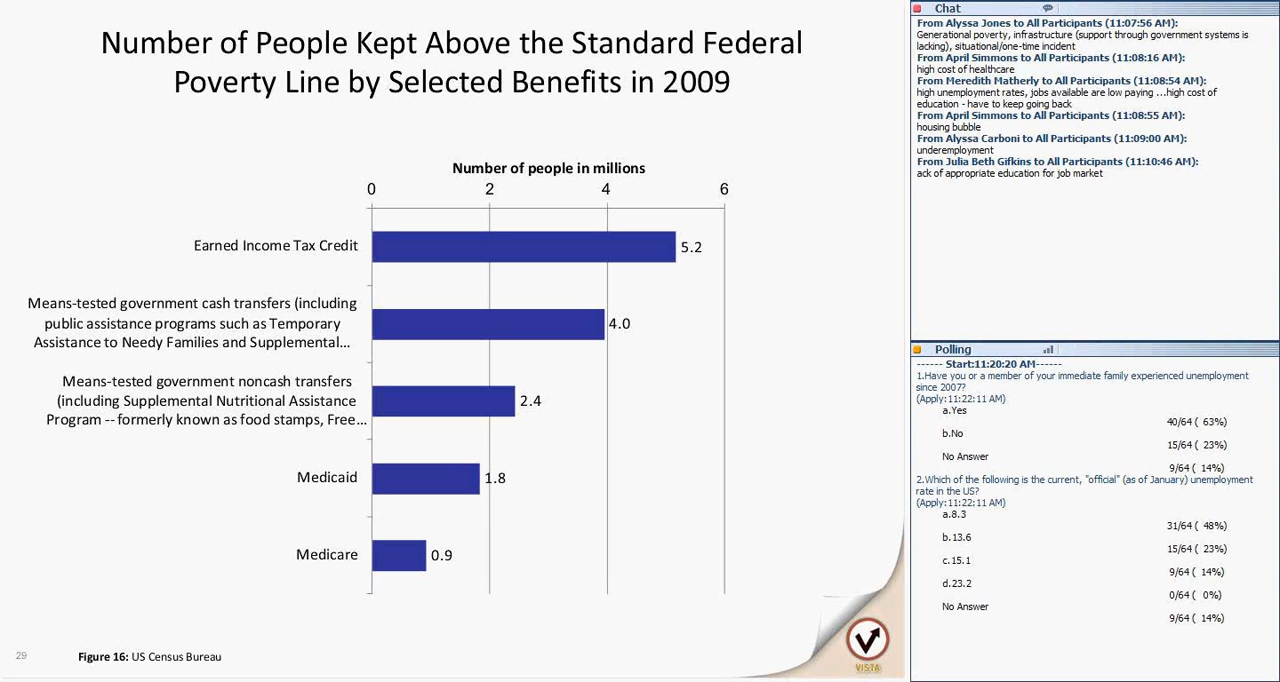 Number of People Kept Above the Standard Federal
Poverty Line by Selected Benefits in 2009
Number of people in millions
0 2 4 6
Earned Income Tax Credit 5.2
Means-tested government cash transfers (including
public assistance programs such as Temporary
Assistance to Needy Families and Supplemental...
4.0
Means-tested government noncash transfers
(including Supplemental Nutritional Assistance
Program -- formerly known as food stamps, Free...
2.4
Medicaid 1.8
Medicare 0.9
29
Figure 16: US Census Bureau
VISTA
Chat
From Alyssa Jones to All Participants (11:07:56 AM):
Generational poverty, infrastructure (support through government systems is
lacking), situational/one-time incident
From April Simmons to All Participants (11:08:16 AM):
high cost of healthcare
From Meredith Matherly to All Participants (11:08:54 AM):
high unemployment rates, jobs available are low paying ...high cost of
education - have to keep going back
From April Simmons to All Participants (11:08:55 AM):
housing bubble
From Alyssa Carboni to All Participants (11:09:00 AM):
underemployment
From Julia Beth Gifkins to All Participants (11:10:46 AM):
ack of appropriate education for job market
Polling
------ Start:11:20:20 AM------
1.Have you or a member of your immediate family experienced unemployment
since 2007?
(Apply:11:22:11 AM)
a.Yes
40/64 ( 63%)
b.No
15/64 ( 23%)
No Answer
9/64 ( 14%)
2.Which of the following is the current, "official" (as of January) unemployment
rate in the US?
(Apply:11:22:11 AM)
a.8.3
31/64 ( 48%)
b.13.6
15/64 ( 23%)
c.15.1
9/64 ( 14%)
d.23.2
0/64 ( 0%)
No Answer
9/64 ( 14%)